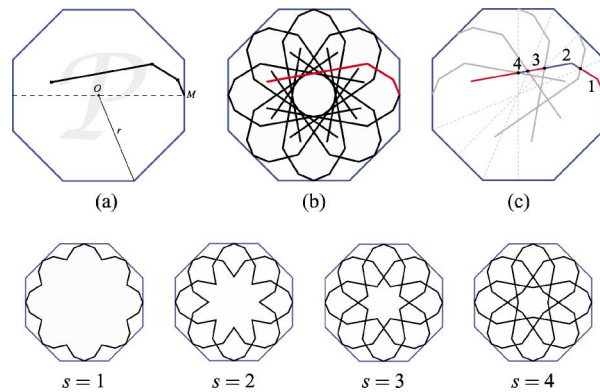 P
O
M
r
(a)
(b)
4 3 2 1
(c)
s = 1
s = 2
s = 3
s = 4